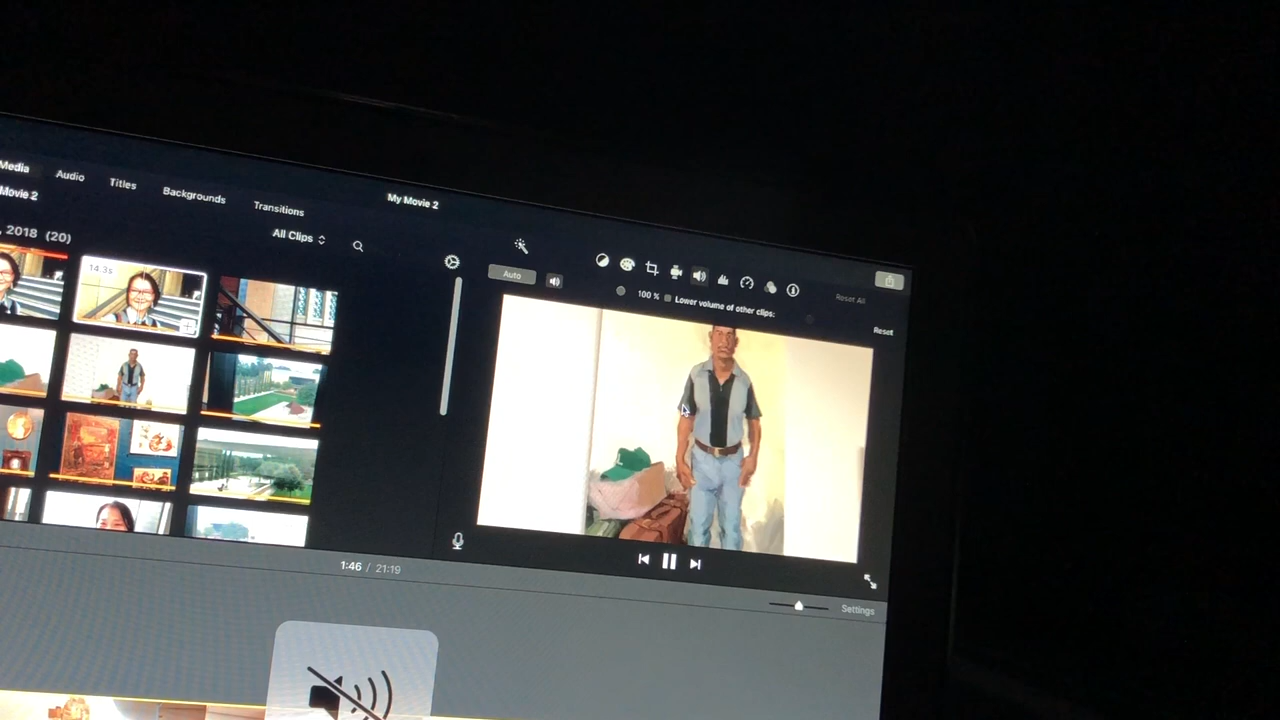 Media Audio Titles Backgrounds Transitions
Movie 2
My Movie 2
, 2018 (20)
All Clips
14.3s
Auto
100 %
Lower volume of other clips:
Reset All
Reset
1:46 / 21:19
Settings